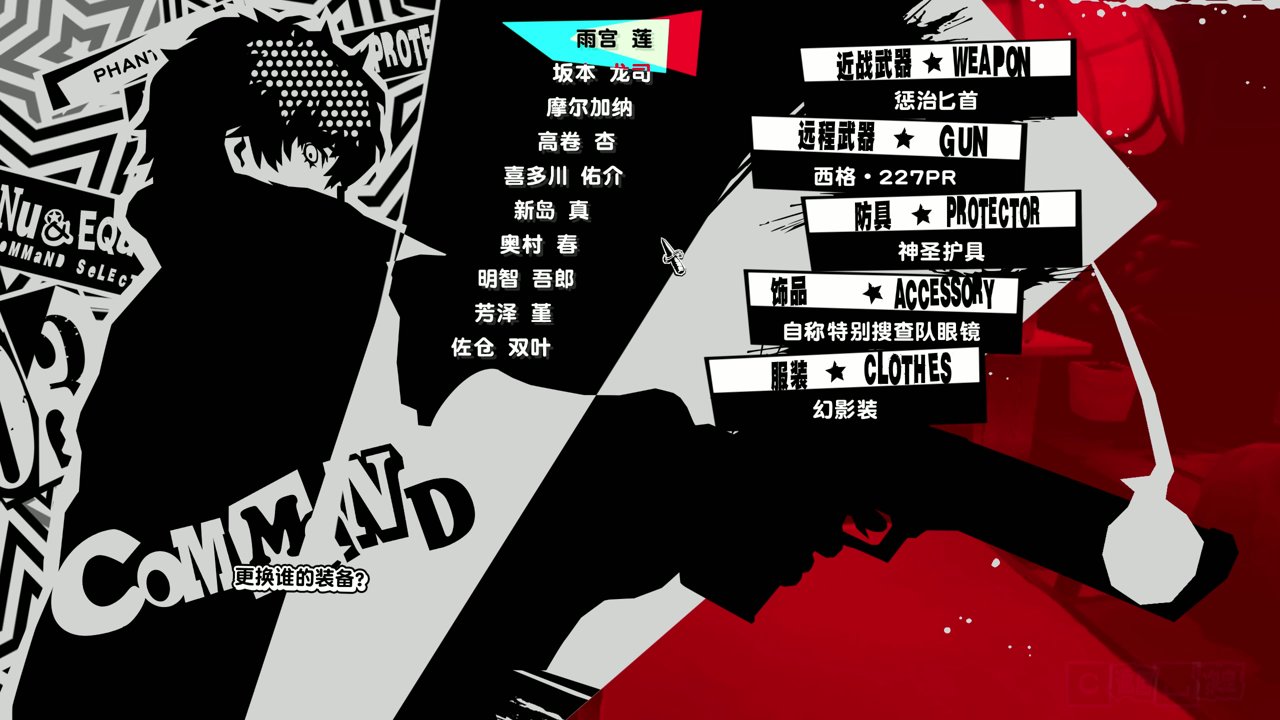 PHANT
PROTE
Nu & EQU
COMMAND SELECT
雨宫 莲
坂本 龙司
摩尔加纳
高卷 杏
喜多川 佑介
新岛 真
奥村 春
明智 吾郎
芳泽 堇
佐仓 双叶
近战武器 ★ WEAPON
惩治匕首
远程武器 ★ GUN
西格·227PR
防具 ★ PROTECTOR
神圣护具
饰品 ★ ACCESSORY
自称特别搜查队眼镜
服装 ★ CLOTHES
幻影装
COMMAND
更换谁的装备?